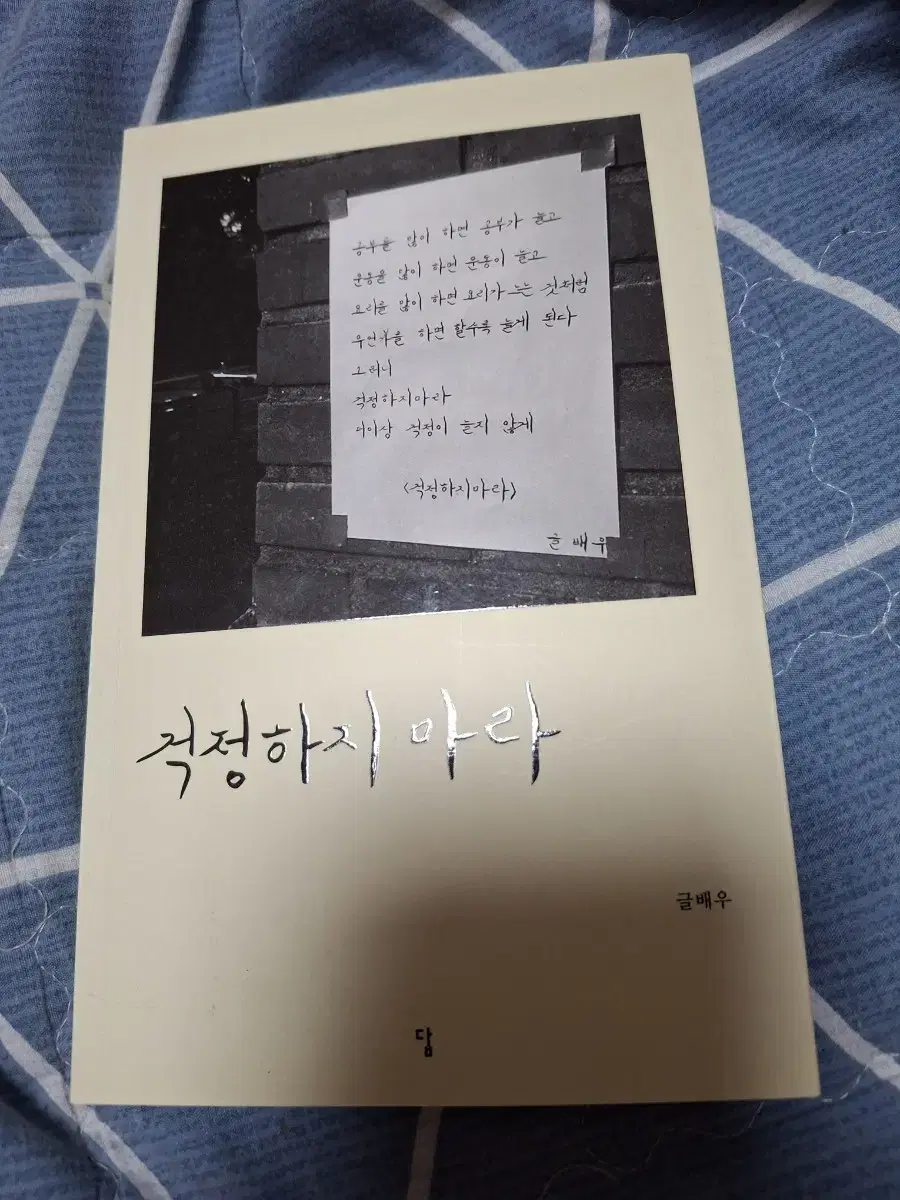 공부를 많이 하면 공부가 늘고
운동을 많이 하면 운동이 늘고
요리를 많이 하면 요리가 느는 것처럼
무언가를 하면 할수록 늘게 된다
그러니
걱정하지마라
더이상 걱정이 늘지 않게
<걱정하지마라>
글배우
걱정하지 마라
글배우
답